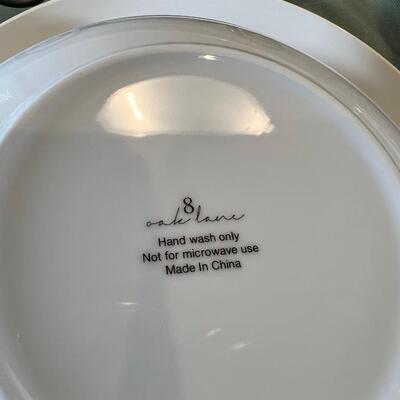 8
oak lane
Hand wash only
Not for microwave use
Made In China